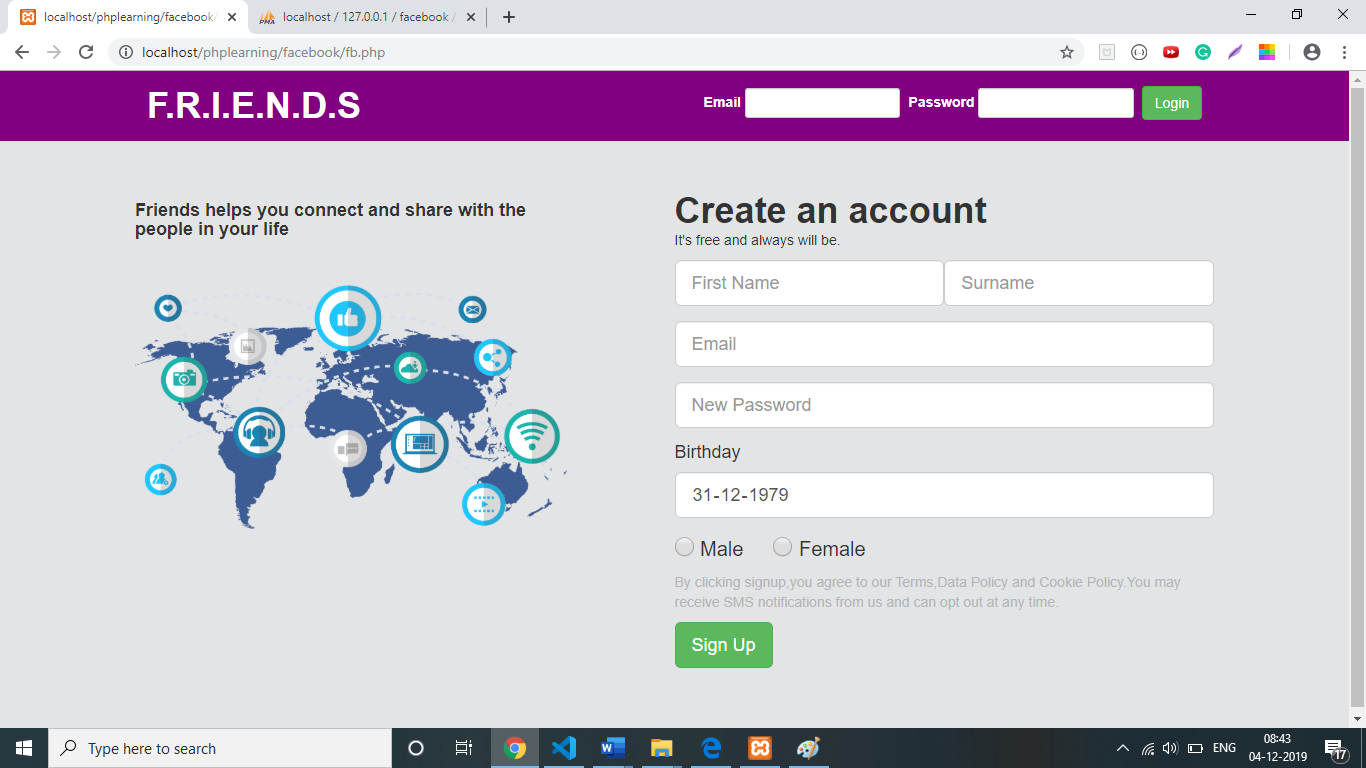 localhost/phplearning/facebook/
localhost / 127.0.0.1 / facebook /
localhost/phplearning/facebook/fb.php
F.R.I.E.N.D.S
Email
Password
Login
Friends helps you connect and share with the
people in your life
Create an account
It's free and always will be.
First Name
Surname
Email
New Password
Birthday
31-12-1979
Male
Female
By clicking signup,you agree to our Terms,Data Policy and Cookie Policy.You may
receive SMS notifications from us and can opt out at any time.
Sign Up
Type here to search
ENG
08:43
04-12-2019
17